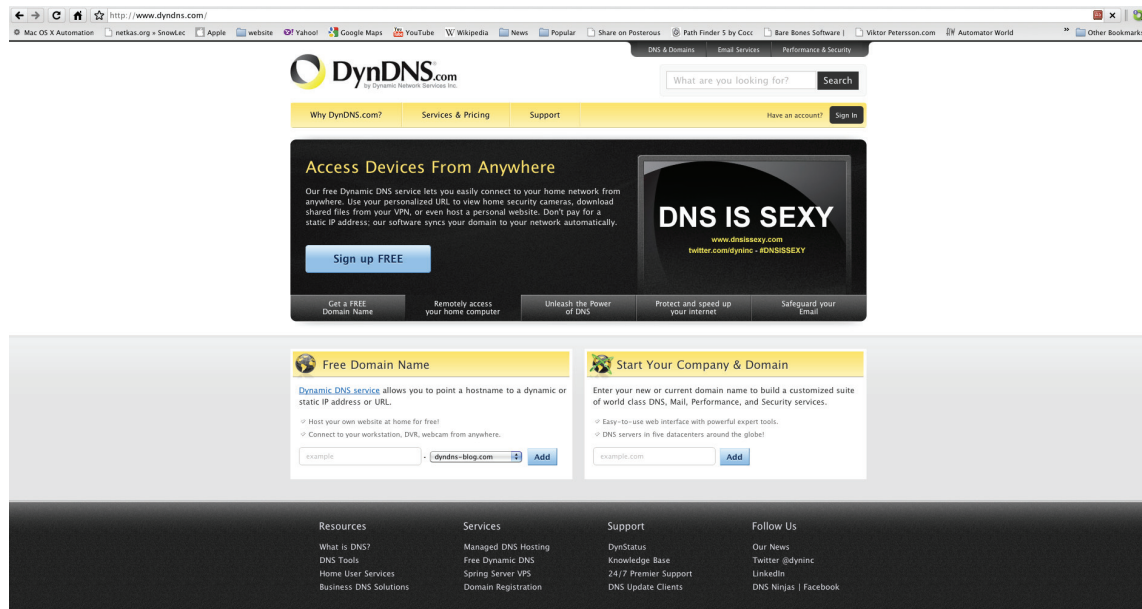 http://www.dyndns.com/
Mac OS X Automation netkas.org » SnowLec Apple website Yahoo! Google Maps YouTube Wikipedia News Popular Share on Posterous Path Finder 5 by Coco Bare Bones Software | Viktor Petersson.com Automator World » Other Bookmarks
DNS & Domains Email Services Performance & Security
DynDNS.com
by Dynamic Network Services Inc.
What are you looking for? Search
Why DynDNS.com? Services & Pricing Support Have an account? Sign In
Access Devices From Anywhere
Our free Dynamic DNS service lets you easily connect to your home network from
anywhere. Use your personalized URL to view home security cameras, download
shared files from your VPN, or even host a personal website. Don't pay for a
static IP address; our software syncs your domain to your network automatically.
Sign up FREE
DNS IS SEXY
www.dnsissexy.com
twitter.com/dyninc - #DNSISSEXY
Get a FREE
Domain Name
Remotely access
your home computer
Unleash the Power
of DNS
Protect and speed up
your internet
Safeguard your
Email
Free Domain Name
Dynamic DNS service allows you to point a hostname to a dynamic or
static IP address or URL.
Host your own website at home for free!
Connect to your workstation, DVR, webcam from anywhere.
example . dyndns-blog.com Add
Start Your Company & Domain
Enter your new or current domain name to build a customized suite
of world class DNS, Mail, Performance, and Security services.
Easy-to-use web interface with powerful expert tools.
DNS servers in five datacenters around the globe!
example.com Add
Resources
What is DNS?
DNS Tools
Home User Services
Business DNS Solutions
Services
Managed DNS Hosting
Free Dynamic DNS
Spring Server VPS
Domain Registration
Support
DynStatus
Knowledge Base
24/7 Premier Support
DNS Update Clients
Follow Us
Our News
Twitter @dyninc
LinkedIn
DNS Ninjas | Facebook